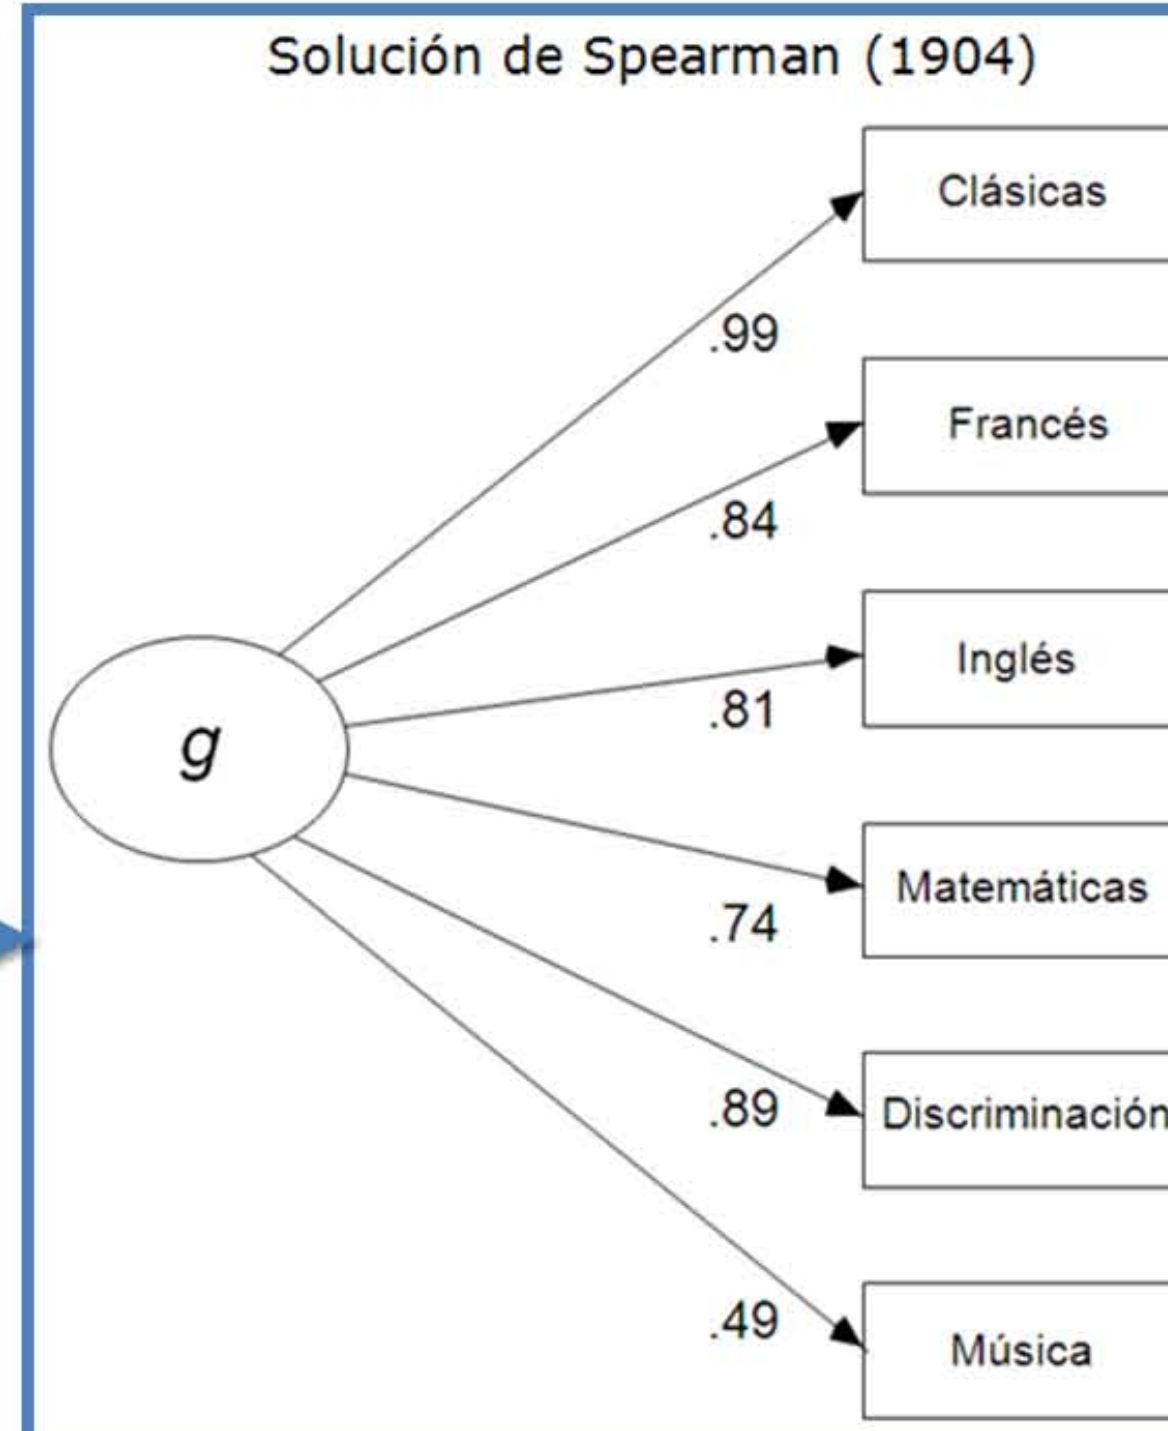 Solución de Spearman (1904)
Clásicas
.99
Francés
.84
Inglés
.81
g
Matemáticas
.74
Discriminación
.89
Música
.49